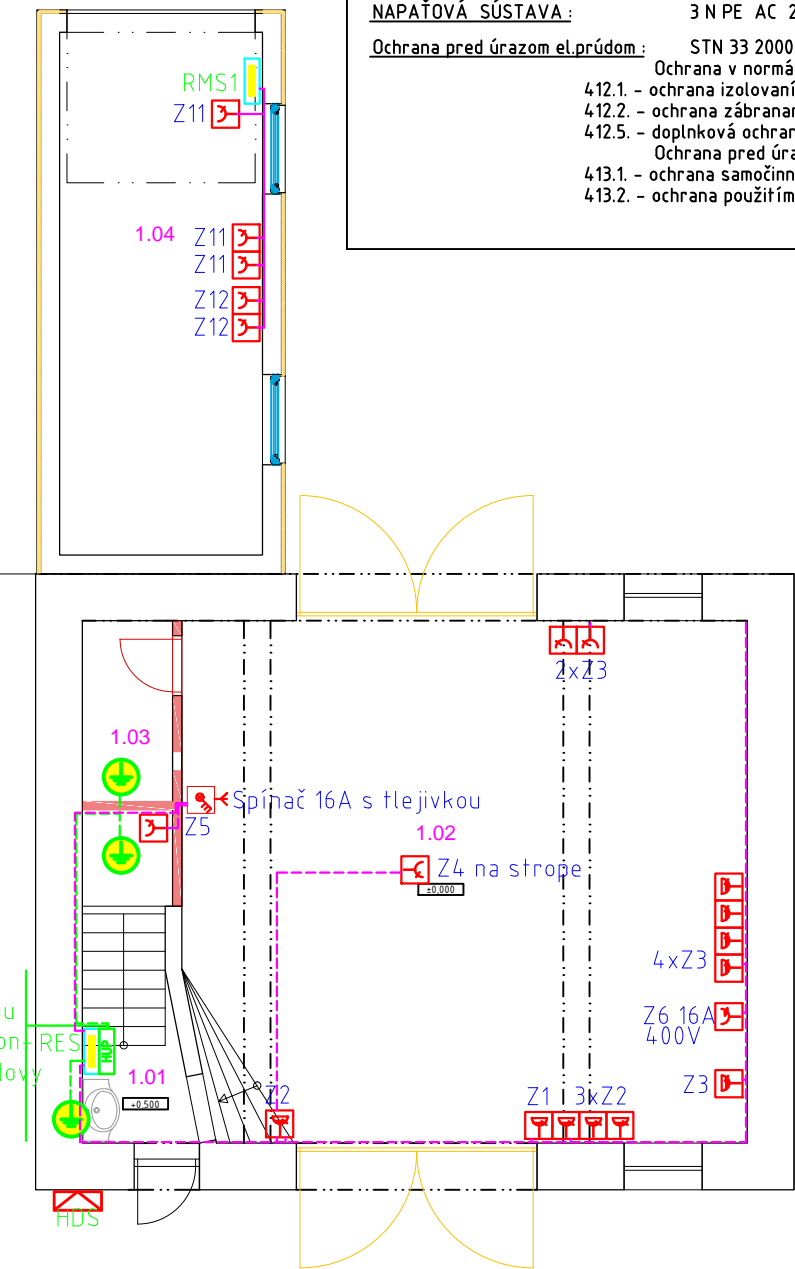 NAPAŤOVÁ SÚSTAVA : 3 N PE AC 2
Ochrana pred úrazom el.prúdom : STN 33 2000
Ochrana v normá
412.1. - ochrana izolovaní
412.2. - ochrana zábranam
412.5. - doplnková ochran
Ochrana pred úra
413.1. - ochrana samočinn
413.2. - ochrana použitím
RMS1
Z11
1.04
Z11
Z11
Z12
Z12
2xZ3
1.03
Spínač 16A s tlejivkou
Z5
1.02
Z4 na strope
±0,000
4xZ3
Z6 16A
400V
RES
HUP
1.01
Z3
+0,500
Z2
Z1
3xZ2
HDS